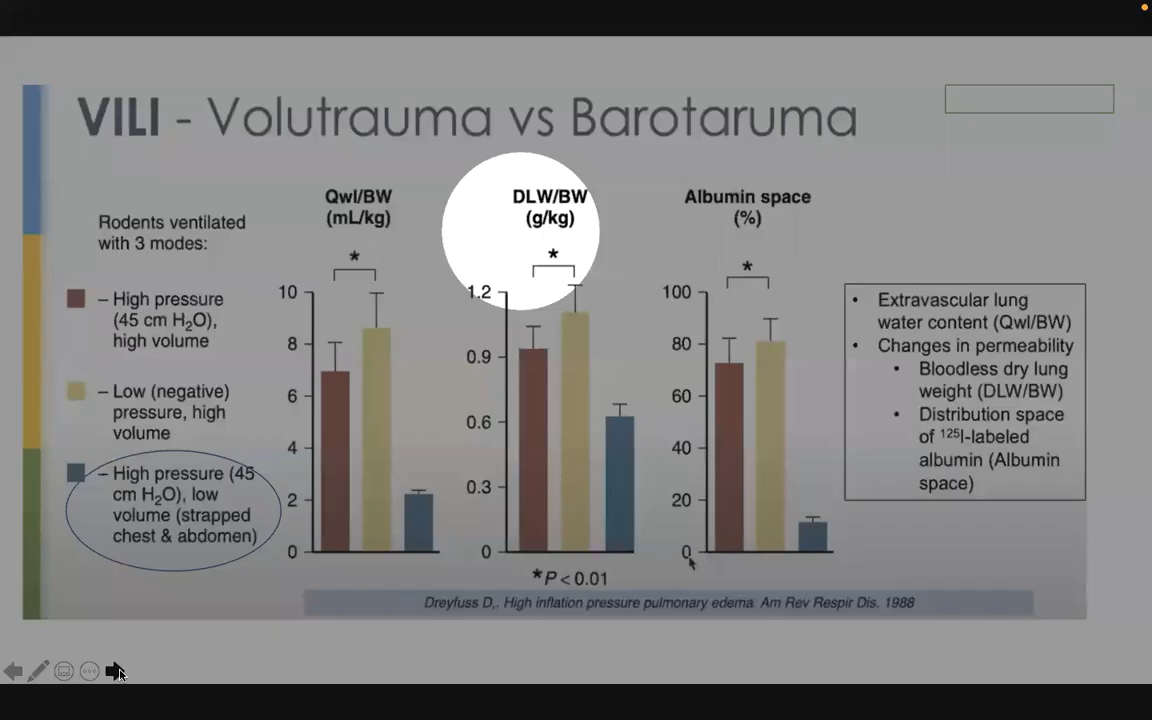 VILI - Volutrauma vs Barotaruma
Rodents ventilated
with 3 modes:
– High pressure
(45 cm H₂O),
high volume
– Low (negative)
pressure, high
volume
– High pressure (45
cm H₂O), low
volume (strapped
chest & abdomen)
Qwl/BW
(mL/kg)
*
10
8
6
4
2
0
DLW/BW
(g/kg)
*
1.2
0.9
0.6
0.3
0
Albumin space
(%)
*
100
80
60
40
20
0
*P < 0.01
• Extravascular lung
water content (Qwl/BW)
• Changes in permeability
• Bloodless dry lung
weight (DLW/BW)
• Distribution space
of ¹²⁵I-labeled
albumin (Albumin
space)
Dreyfuss D,. High inflation pressure pulmonary edema. Am Rev Respir Dis. 1988